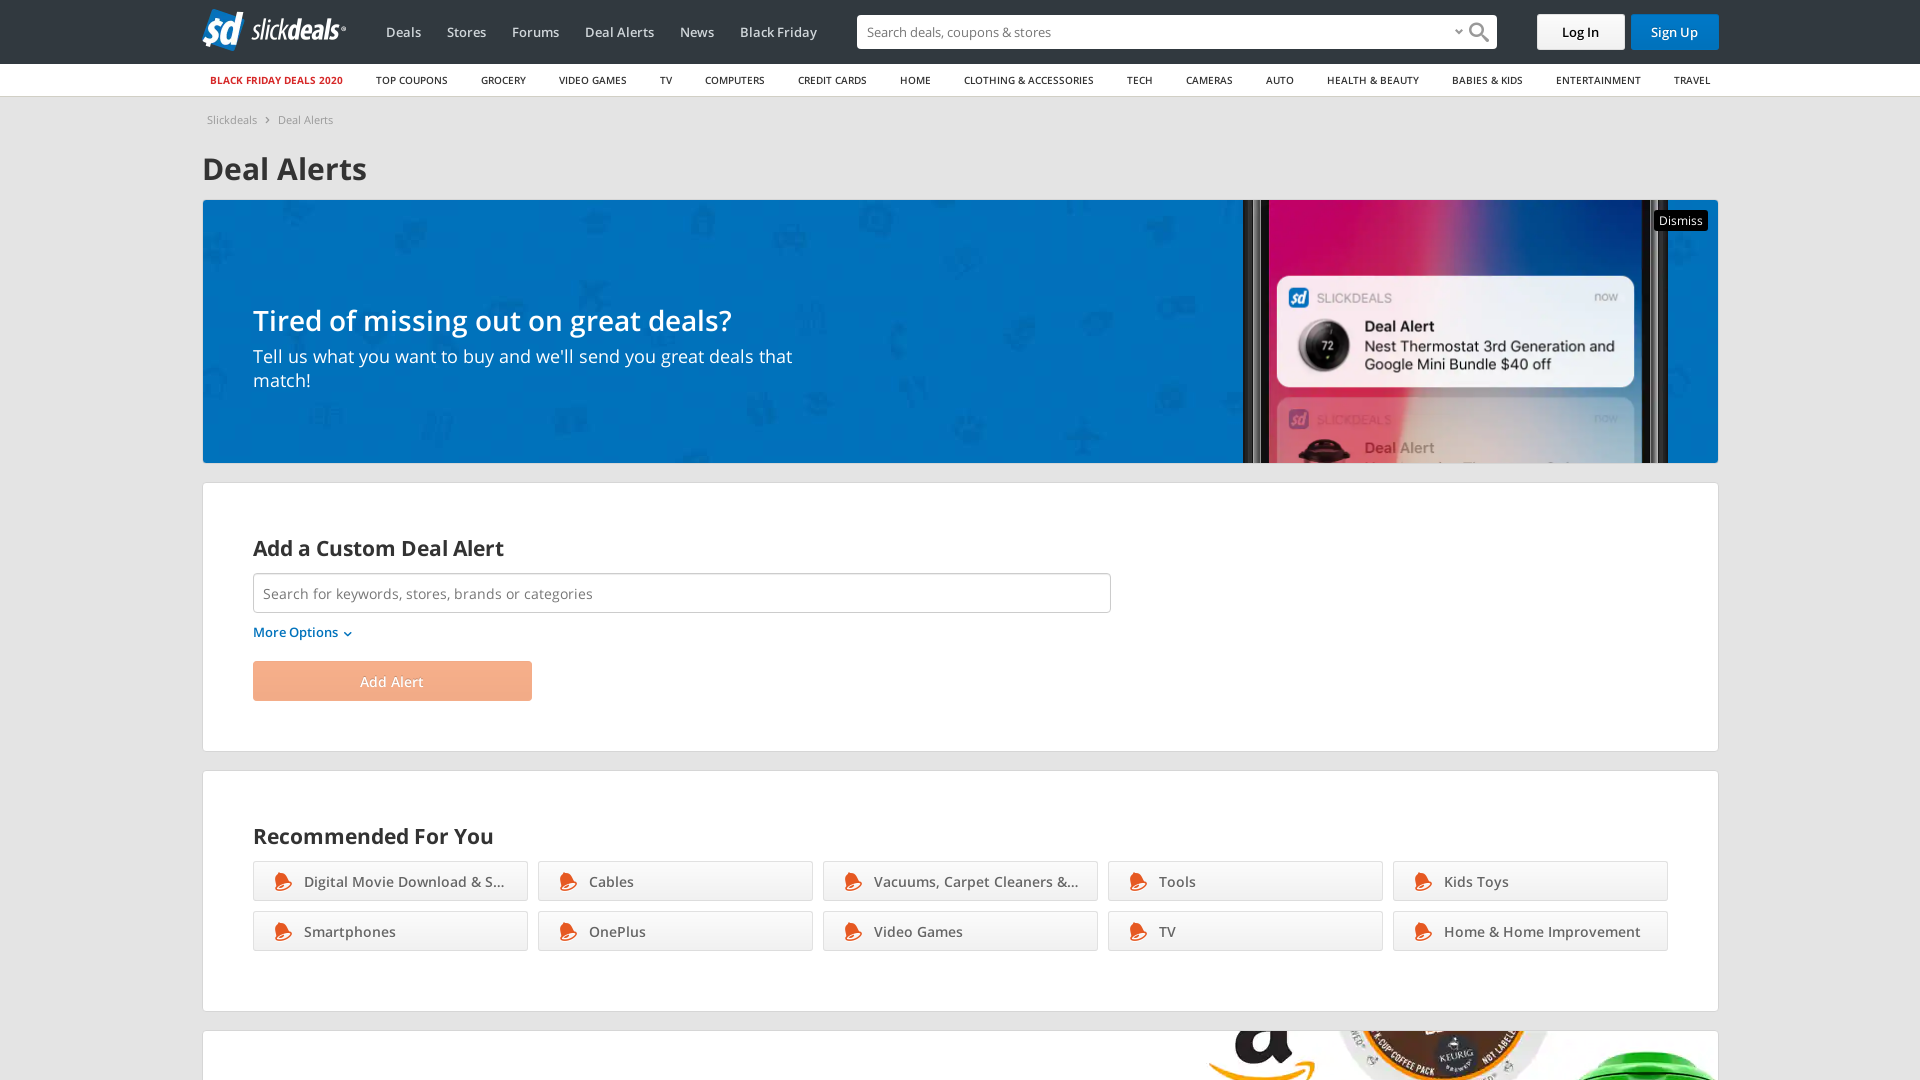 sd slickdeals®
Deals Stores Forums Deal Alerts News Black Friday
Search deals, coupons & stores
Log In
Sign Up
BLACK FRIDAY DEALS 2020 TOP COUPONS GROCERY VIDEO GAMES TV COMPUTERS CREDIT CARDS HOME CLOTHING & ACCESSORIES TECH CAMERAS AUTO HEALTH & BEAUTY BABIES & KIDS ENTERTAINMENT TRAVEL
Slickdeals Deal Alerts
Deal Alerts
Dismiss
Tired of missing out on great deals?
Tell us what you want to buy and we'll send you great deals that
match!
sd SLICKDEALS now
72
Deal Alert
Nest Thermostat 3rd Generation and
Google Mini Bundle $40 off
sd SLICKDEALS now
Deal Alert
Add a Custom Deal Alert
Search for keywords, stores, brands or categories
More Options
Add Alert
Recommended For You
Digital Movie Download & S...
Cables
Vacuums, Carpet Cleaners &...
Tools
Kids Toys
Smartphones
OnePlus
Video Games
TV
Home & Home Improvement
a
K-CUP COFFEE PACK
KEURIG
BREWED